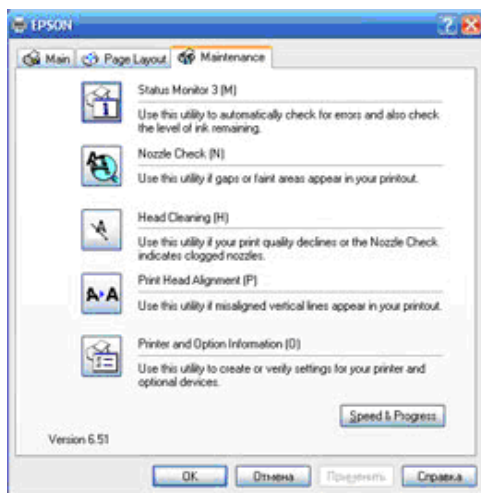 EPSON
Main Page Layout Maintenance
Status Monitor 3 (M)
Use this utility to automatically check for errors and also check
the level of ink remaining.
Nozzle Check (N)
Use this utility if gaps or faint areas appear in your printout.
Head Cleaning (H)
Use this utility if your print quality declines or the Nozzle Check
indicates clogged nozzles.
Print Head Alignment (P)
Use this utility if misaligned vertical lines appear in your printout.
Printer and Option Information (O)
Use this utility to create or verify settings for your printer and
optional devices.
Speed & Progress
Version 6.51
OK Отмена Применить Справка